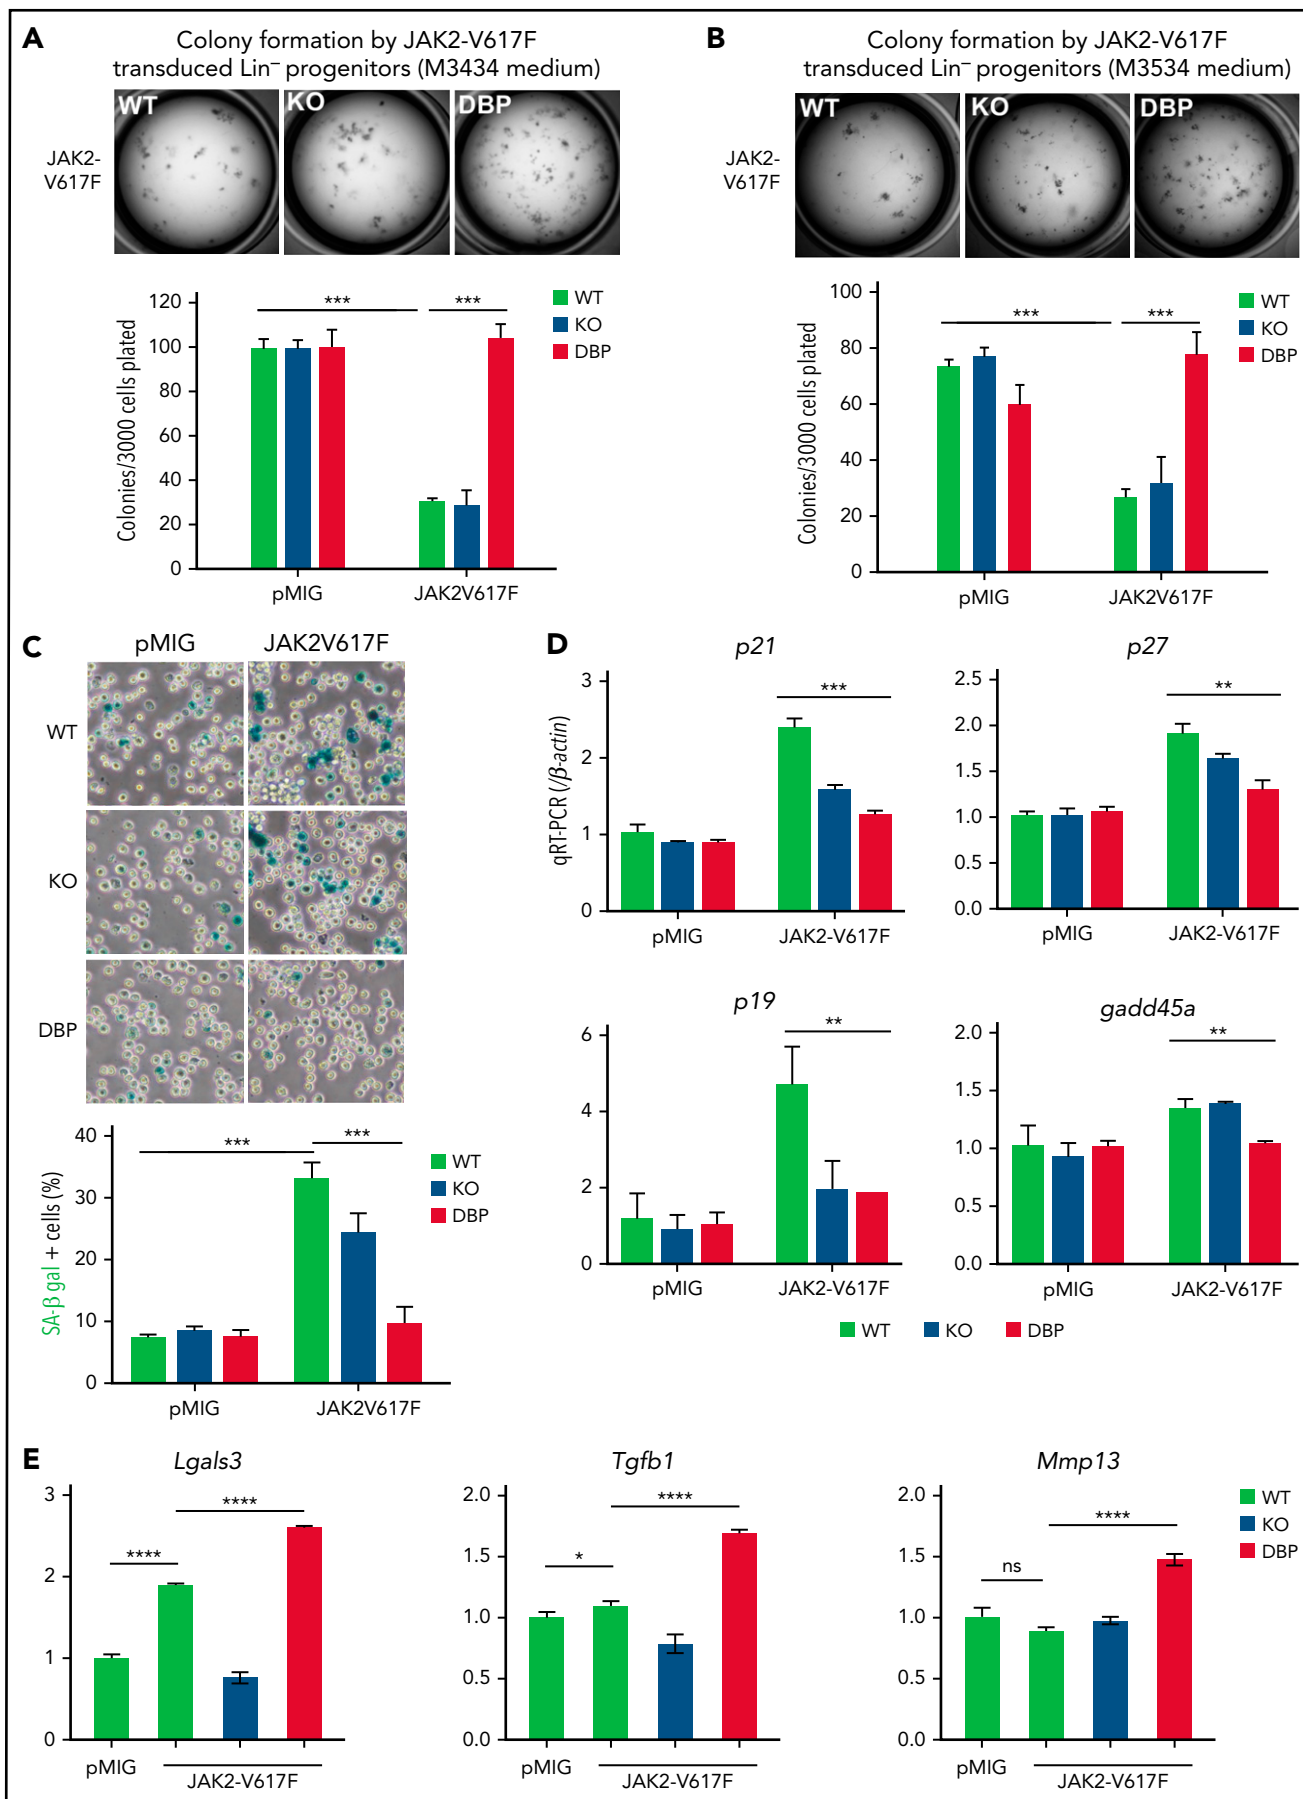 A
Colony formation by JAK2-V617F
transduced Lin⁻ progenitors (M3434 medium)
WT
KO
DBP
JAK2-
V617F
Colonies/3000 cells plated
120
100
80
60
40
20
0
***
***
WT
KO
DBP
pMIG
JAK2V617F
B
Colony formation by JAK2-V617F
transduced Lin⁻ progenitors (M3534 medium)
WT
KO
DBP
JAK2-
V617F
Colonies/3000 cells plated
100
80
60
40
20
0
***
***
WT
KO
DBP
pMIG
JAK2V617F
C
pMIG
JAK2V617F
WT
KO
DBP
SA-β gal + cells (%)
40
30
20
10
0
***
***
WT
KO
DBP
pMIG
JAK2V617F
D
p21
qRT-PCR (/β-actin)
3
2
1
0
***
pMIG
JAK2-V617F
p27
2.5
2.0
1.5
1.0
0.5
0.0
**
pMIG
JAK2-V617F
p19
6
4
2
0
**
pMIG
JAK2-V617F
gadd45a
2.0
1.5
1.0
0.5
0.0
**
pMIG
JAK2-V617F
WT
KO
DBP
E
Lgals3
3
2
1
0
****
****
pMIG
JAK2-V617F
Tgfb1
2.0
1.5
1.0
0.5
0.0
*
****
pMIG
JAK2-V617F
Mmp13
2.0
1.5
1.0
0.5
0.0
ns
****
WT
KO
DBP
pMIG
JAK2-V617F